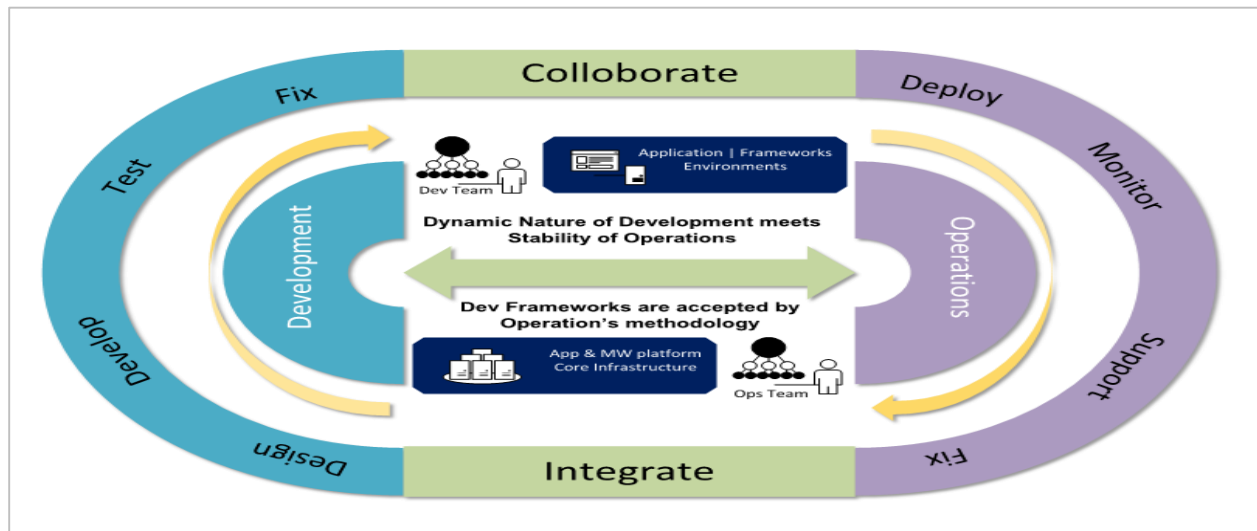 Colloborate
Fix
Test
Develop
Design
Deploy
Monitor
Support
Fix
Development
Operations
Dev Team
Application | Frameworks
Environments
Dynamic Nature of Development meets
Stability of Operations
Dev Frameworks are accepted by
Operation’s methodology
App & MW platform
Core Infrastructure
Ops Team
Integrate